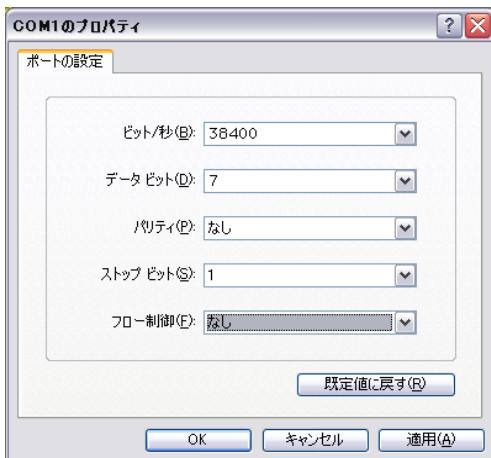 COM1のプロパティ
ポートの設定
ビット/秒(B): 38400
データ ビット(D): 7
パリティ(P): なし
ストップ ビット(S): 1
フロー制御(F): なし
既定値に戻す(R)
OK キャンセル 適用(A)